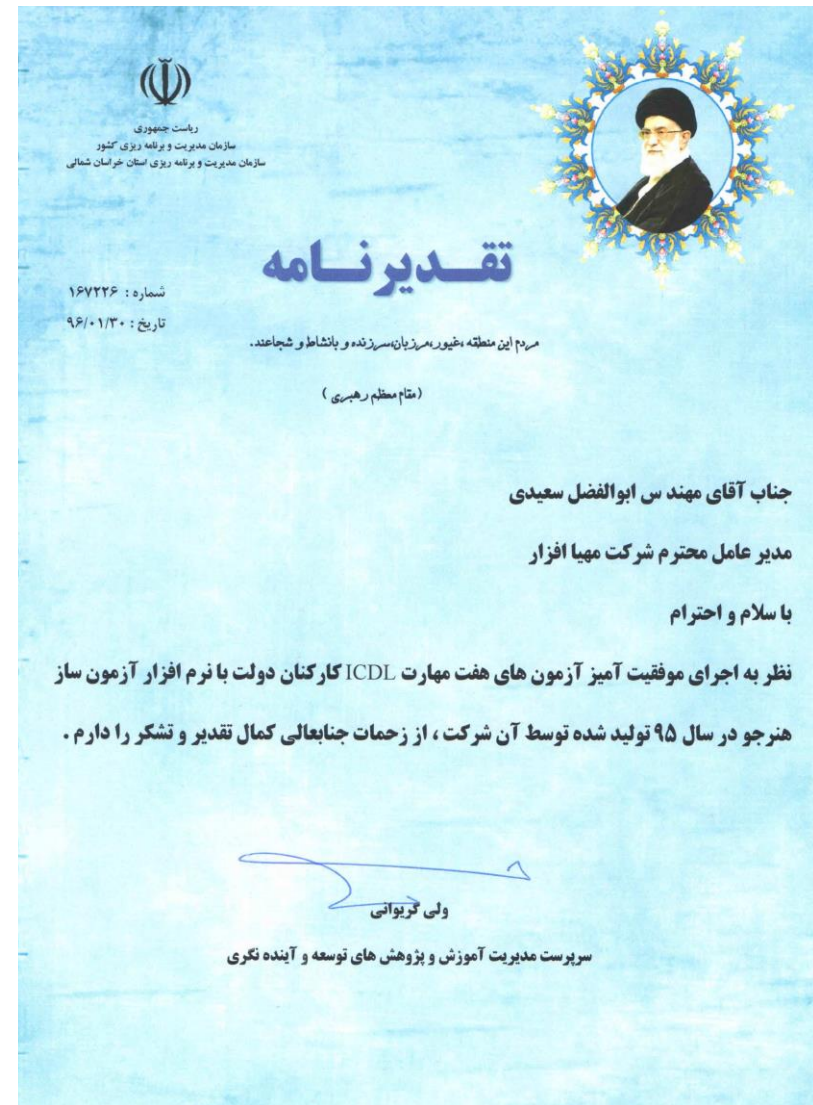 ریاست جمهوری
سازمان مدیریت و برنامه ریزی کشور
سازمان مدیریت و برنامه ریزی استان خراسان شمالی
تقـدیرنـامه
شماره : ۱۶۷۲۲۶
تاریخ : ۹۶/۰۱/۳۰
مردم این منطقه ،غیور،مرزبان،سرزنده و بانشاط و شجاعند.
(مقام معظم رهبری )
جناب آقای مهند س ابوالفضل سعیدی
مدیر عامل محترم شرکت مهیا افزار
با سلام و احترام
نظر به اجرای موفقیت آمیز آزمون های هفت مهارت ICDL کارکنان دولت با نرم افزار آزمون ساز
هنرجو در سال ۹۵ تولید شده توسط آن شرکت ، از زحمات جنابعالی کمال تقدیر و تشکر را دارم .
ولی گریوانی
سرپرست مدیریت آموزش و پژوهش های توسعه و آینده نگری